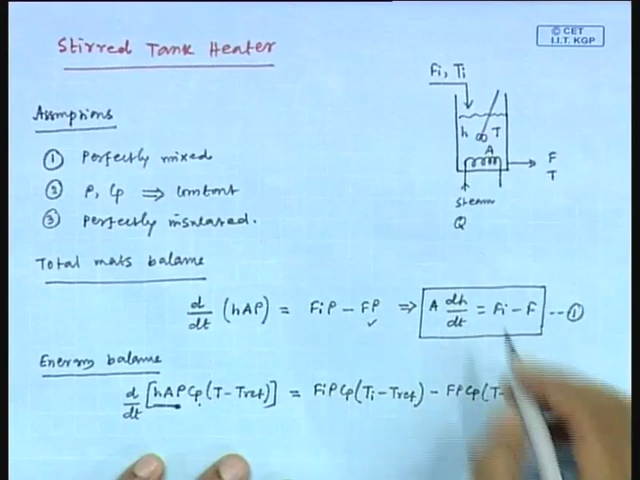 © CET
I.I.T. KGP
Stirred Tank Heater
Fi, Ti
h T
A
F
T
steam
Q
Assumptions
① Perfectly mixed
② ρ, Cp ⇒ constant
③ Perfectly insulated.
Total mass balance
d/dt (hAρ) = Fiρ - Fρ ⇒ A dh/dt = Fi - F --①
Energy balance
d/dt [hAρCp(T-Tref)] = FiρCp(Ti-Tref) - FρCp(T-